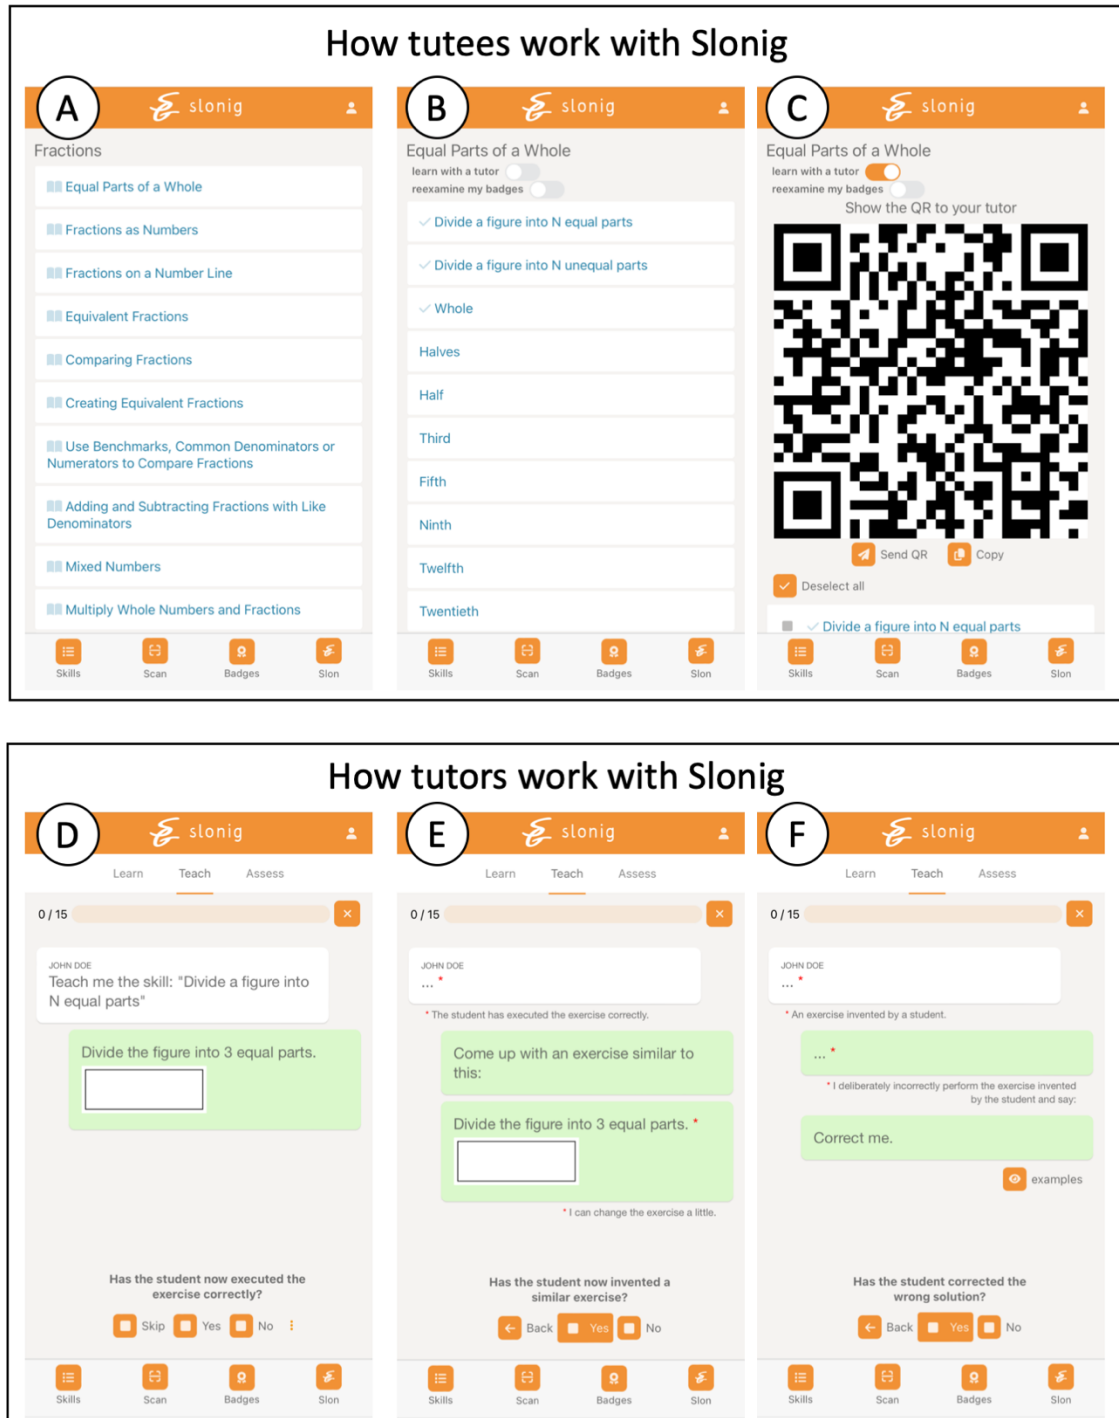 How tutees work with Slonig
A
slonig
Fractions
Equal Parts of a Whole
Fractions as Numbers
Fractions on a Number Line
Equivalent Fractions
Comparing Fractions
Creating Equivalent Fractions
Use Benchmarks, Common Denominators or
Numerators to Compare Fractions
Adding and Subtracting Fractions with Like
Denominators
Mixed Numbers
Multiply Whole Numbers and Fractions
Skills Scan Badges Slon
B
slonig
Equal Parts of a Whole
learn with a tutor
reexamine my badges
Divide a figure into N equal parts
Divide a figure into N unequal parts
Whole
Halves
Half
Third
Fifth
Ninth
Twelfth
Twentieth
Skills Scan Badges Slon
C
slonig
Equal Parts of a Whole
learn with a tutor
reexamine my badges
Show the QR to your tutor
Send QR Copy
Deselect all
Divide a figure into N equal parts
Skills Scan Badges Slon
How tutors work with Slonig
D
slonig
Learn Teach Assess
0 / 15
JOHN DOE
Teach me the skill: "Divide a figure into
N equal parts"
Divide the figure into 3 equal parts.
Has the student now executed the
exercise correctly?
Skip Yes No
Skills Scan Badges Slon
E
slonig
Learn Teach Assess
0 / 15
JOHN DOE
... *
* The student has executed the exercise correctly.
Come up with an exercise similar to
this:
Divide the figure into 3 equal parts. *
* I can change the exercise a little.
Has the student now invented a
similar exercise?
Back Yes No
Skills Scan Badges Slon
F
slonig
Learn Teach Assess
0 / 15
JOHN DOE
... *
* An exercise invented by a student.
... *
* I deliberately incorrectly perform the exercise invented
by the student and say:
Correct me.
examples
Has the student corrected the
wrong solution?
Back Yes No
Skills Scan Badges Slon